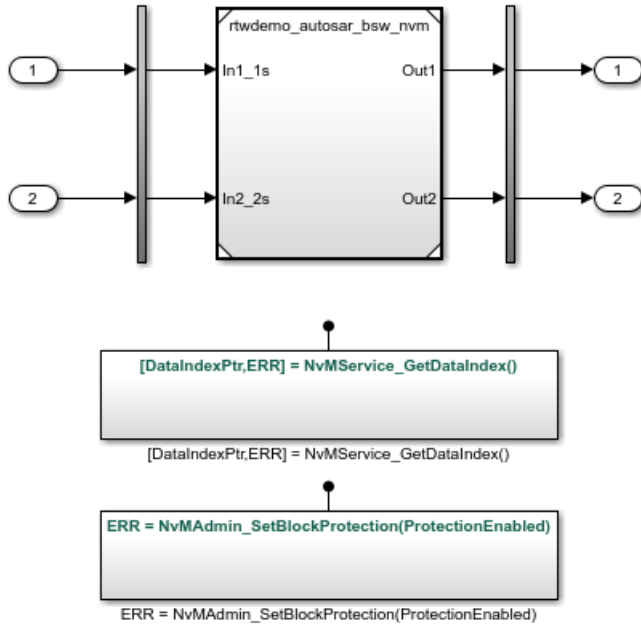 rtwdemo_autosar_bsw_nvm
1 In1_1s Out1 1
2 In2_2s Out2 2
[DataIndexPtr,ERR] = NvMService_GetDataIndex()
[DataIndexPtr,ERR] = NvMService_GetDataIndex()
ERR = NvMAdmin_SetBlockProtection(ProtectionEnabled)
ERR = NvMAdmin_SetBlockProtection(ProtectionEnabled)